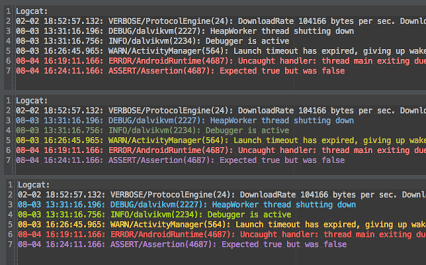 1 Logcat:
2 02-02 18:52:57.132: VERBOSE/ProtocolEngine(24): DownloadRate 104166 bytes per sec. Downl
3 08-03 13:31:16.196: DEBUG/dalvikvm(2227): HeapWorker thread shutting down
4 08-03 13:31:16.756: INFO/dalvikvm(2234): Debugger is active
5 08-03 16:26:45.965: WARN/ActivityManager(564): Launch timeout has expired, giving up wake
6 08-04 16:19:11.166: ERROR/AndroidRuntime(4687): Uncaught handler: thread main exiting due
7 08-04 16:24:11.166: ASSERT/Assertion(4687): Expected true but was false
1 Logcat:
2 02-02 18:52:57.132: VERBOSE/ProtocolEngine(24): DownloadRate 104166 bytes per sec. Downl
3 08-03 13:31:16.196: DEBUG/dalvikvm(2227): HeapWorker thread shutting down
4 08-03 13:31:16.756: INFO/dalvikvm(2234): Debugger is active
5 08-03 16:26:45.965: WARN/ActivityManager(564): Launch timeout has expired, giving up wake
6 08-04 16:19:11.166: ERROR/AndroidRuntime(4687): Uncaught handler: thread main exiting due
7 08-04 16:24:11.166: ASSERT/Assertion(4687): Expected true but was false
1 Logcat:
2 02-02 18:52:57.132: VERBOSE/ProtocolEngine(24): DownloadRate 104166 bytes per sec. Downl
3 08-03 13:31:16.196: DEBUG/dalvikvm(2227): HeapWorker thread shutting down
4 08-03 13:31:16.756: INFO/dalvikvm(2234): Debugger is active
5 08-03 16:26:45.965: WARN/ActivityManager(564): Launch timeout has expired, giving up wake
6 08-04 16:19:11.166: ERROR/AndroidRuntime(4687): Uncaught handler: thread main exiting due
7 08-04 16:24:11.166: ASSERT/Assertion(4687): Expected true but was false